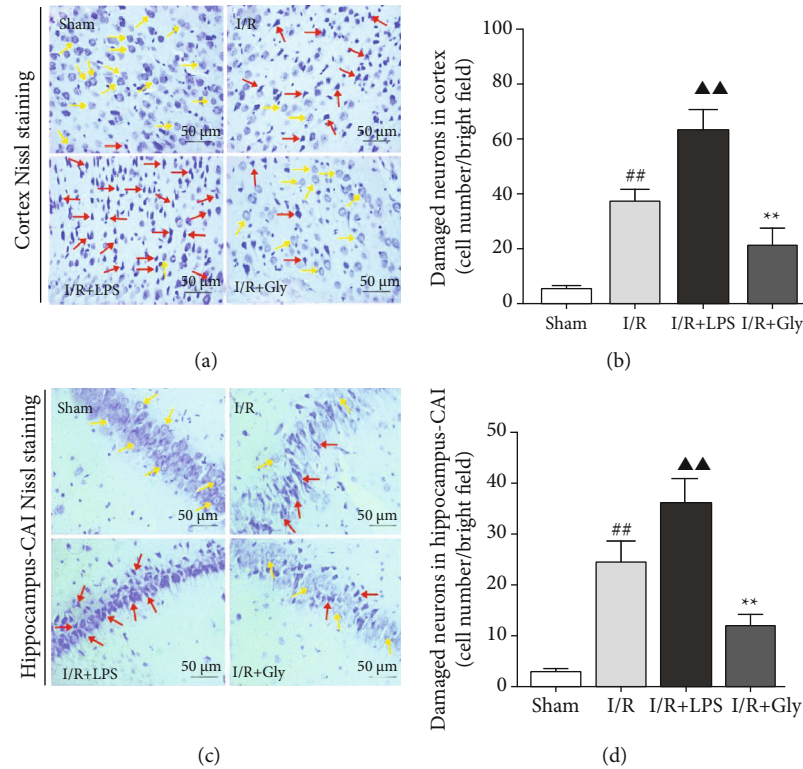 Cortex Nissl staining
Sham
50 μm
I/R
50 μm
I/R+LPS
50 μm
I/R+Gly
50 μm
(a)
Damaged neurons in cortex
(cell number/bright field)
100
80
60
40
20
0
##
▲▲
**
Sham I/R I/R+LPS I/R+Gly
(b)
Hippocampus-CAI Nissl staining
Sham
50 μm
I/R
50 μm
I/R+LPS
50 μm
I/R+Gly
50 μm
(c)
Damaged neurons in hippocampus-CAI
(cell number/bright field)
50
40
30
20
10
0
##
▲▲
**
Sham I/R I/R+LPS I/R+Gly
(d)